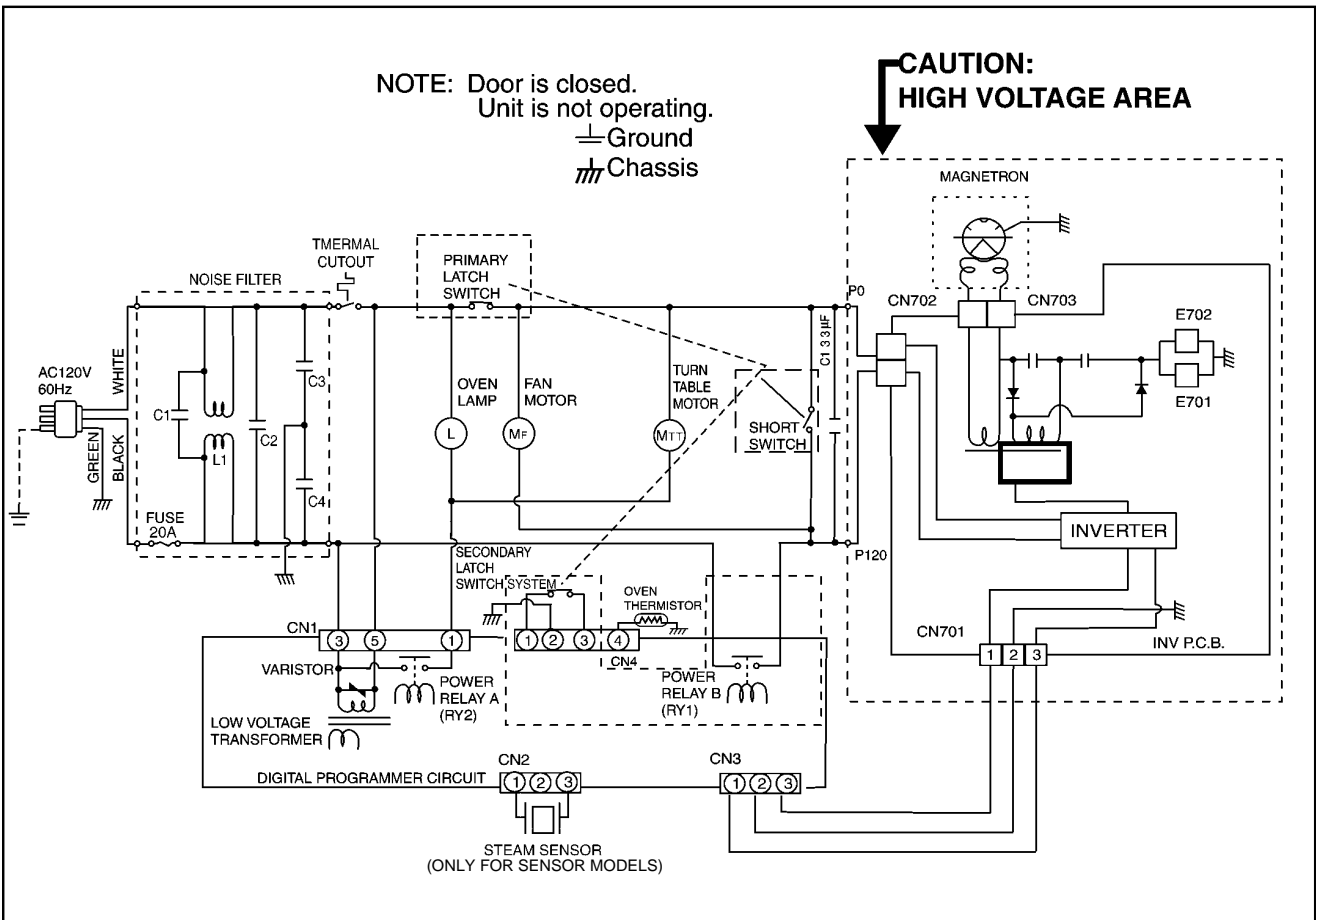 NOTE: Door is closed.
Unit is not operating.
Ground
Chassis
CAUTION:
HIGH VOLTAGE AREA
MAGNETRON
TMERMAL
CUTOUT
PRIMARY
LATCH
SWITCH
NOISE FILTER
P0
CN702
CN703
E702
E701
AC120V
60Hz
WHITE
GREEN
BLACK
C1
L1
C2
C3
C4
FUSE
20A
OVEN
LAMP
L
FAN
MOTOR
MF
TURN
TABLE
MOTOR
MTT
SHORT
SWITCH
C1 3.3 µF
P120
INVERTER
SECONDARY
LATCH
SWITCH SYSTEM
OVEN
THERMISTOR
CN1
3 5 1
1 2 3 4
CN4
CN701
1 2 3
INV P.C.B.
VARISTOR
POWER
RELAY A
(RY2)
POWER
RELAY B
(RY1)
LOW VOLTAGE
TRANSFORMER
DIGITAL PROGRAMMER CIRCUIT
CN2
1 2 3
CN3
1 2 3
STEAM SENSOR
(ONLY FOR SENSOR MODELS)